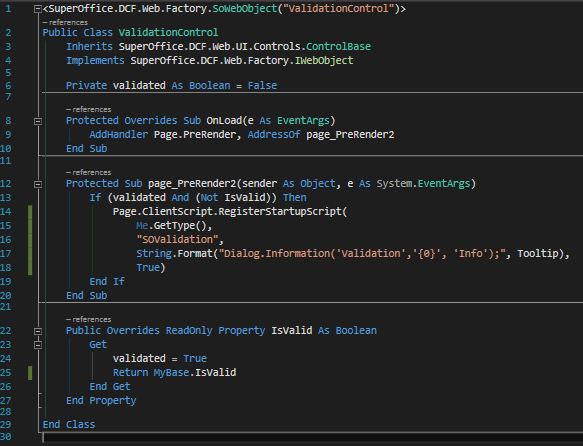 1 <SuperOffice.DCF.Web.Factory.SoWebObject("ValidationControl")>
– references
2 Public Class ValidationControl
3 Inherits SuperOffice.DCF.Web.UI.Controls.ControlBase
4 Implements SuperOffice.DCF.Web.Factory.IWebObject
5
6 Private validated As Boolean = False
7
– references
8 Protected Overrides Sub OnLoad(e As EventArgs)
9 AddHandler Page.PreRender, AddressOf page_PreRender2
10 End Sub
11
– references
12 Protected Sub page_PreRender2(sender As Object, e As System.EventArgs)
13 If (validated And (Not IsValid)) Then
14 Page.ClientScript.RegisterStartupScript(
15 Me.GetType(),
16 "SOValidation",
17 String.Format("Dialog.Information('Validation','{0}', 'Info');", Tooltip),
18 True)
19 End If
20 End Sub
21
– references
22 Public Overrides ReadOnly Property IsValid As Boolean
23 Get
24 validated = True
25 Return MyBase.IsValid
26 End Get
27 End Property
28
29 End Class
30